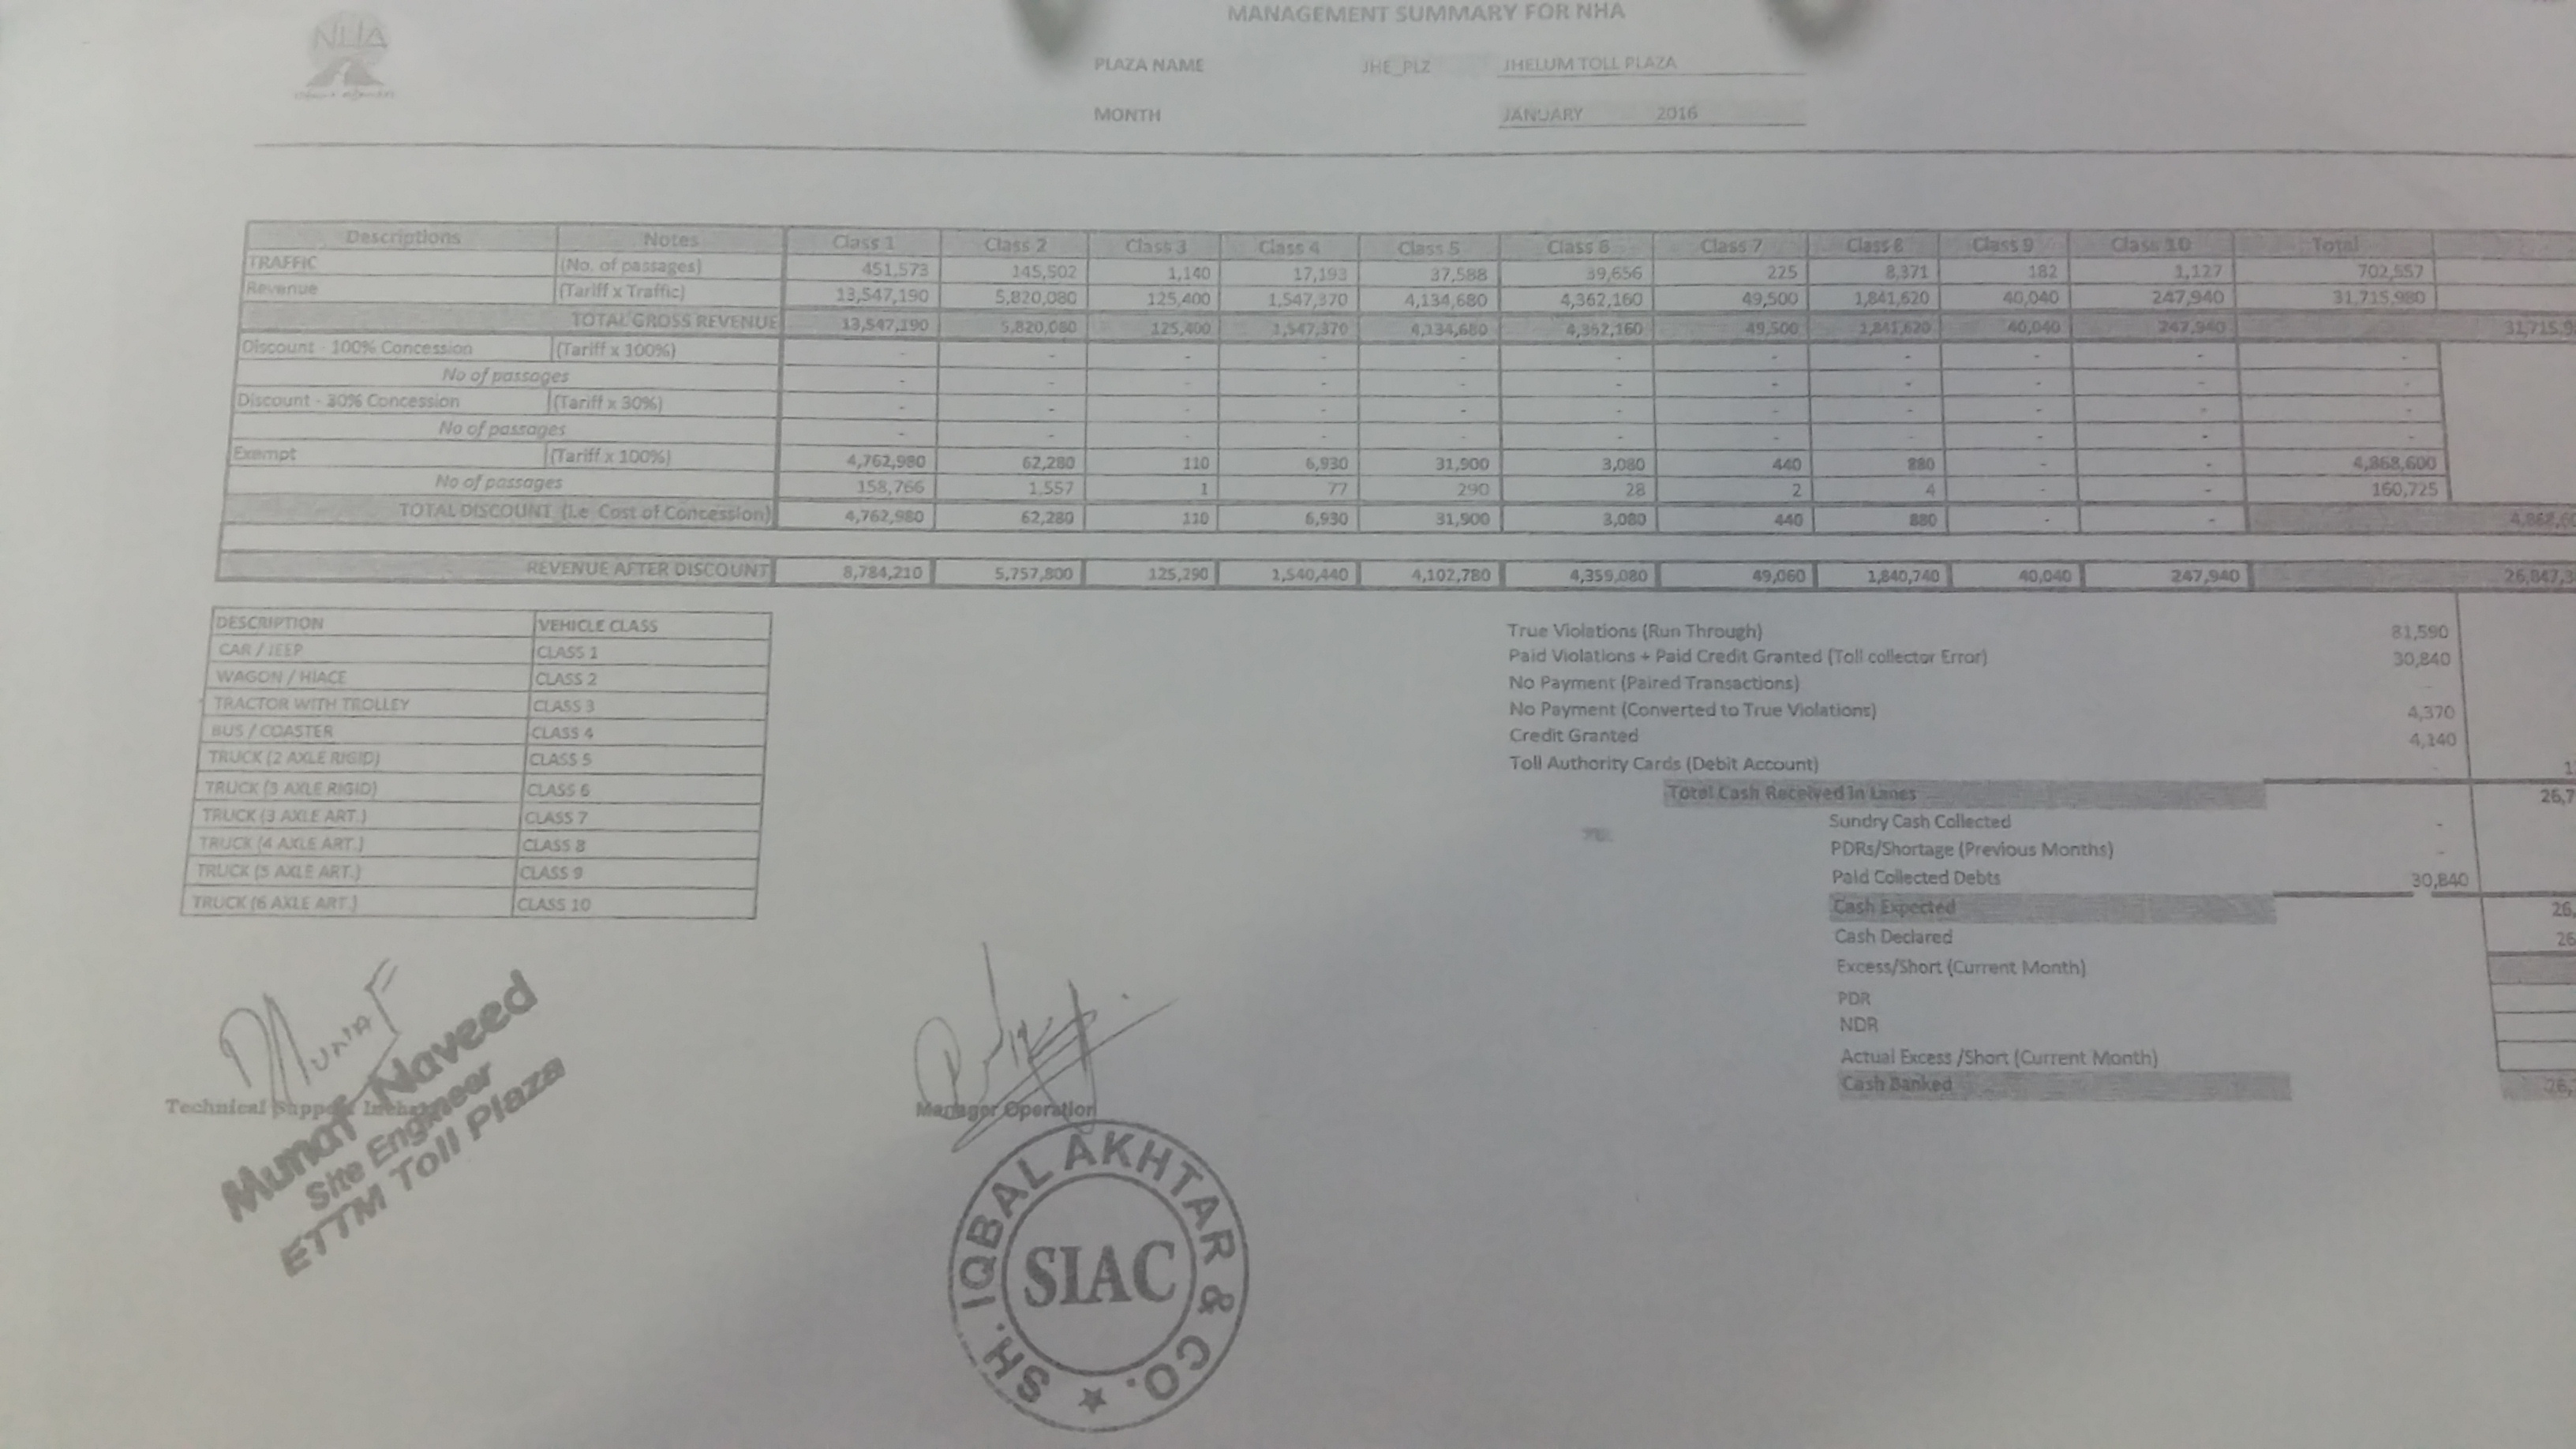 NHA
MANAGEMENT SUMMARY FOR NHA
PLAZA NAME JHE_PLZ JHELUM TOLL PLAZA
MONTH JANUARY 2016
Descriptions Notes Class 1 Class 2 Class 3 Class 4 Class 5 Class 6 Class 7 Class 8 Class 9 Class 10 Total
TRAFFIC (No. of passages) 451,573 145,502 1,140 17,193 37,588 39,656 225 8,371 182 1,127 702,557
Revenue (Tariff x Traffic) 13,547,190 5,820,080 125,400 1,547,370 4,134,680 4,362,160 49,500 1,841,620 40,040 247,940 31,715,980
TOTAL GROSS REVENUE 13,547,190 5,820,080 125,400 1,547,370 4,134,680 4,362,160 49,500 1,841,620 40,040 247,940 31,715,9
Discount - 100% Concession (Tariff x 100%) - - - - - - - - - - -
No of passages - - - - - - - - - - -
Discount - 30% Concession (Tariff x 30%) - - - - - - - - - - -
No of passages - - - - - - - - - - -
Exempt (Tariff x 100%) 4,762,980 62,280 110 6,930 31,900 3,080 440 880 - - 4,868,600
No of passages 158,766 1,557 1 77 290 28 2 4 - - 160,725
TOTAL DISCOUNT (i.e. Cost of Concession) 4,762,980 62,280 110 6,930 31,900 3,080 440 880 - - 4,868,60
REVENUE AFTER DISCOUNT 8,784,210 5,757,800 125,290 1,540,440 4,102,780 4,359,080 49,060 1,840,740 40,040 247,940 26,847,3
DESCRIPTION VEHICLE CLASS
CAR / JEEP CLASS 1
WAGON / HIACE CLASS 2
TRACTOR WITH TROLLEY CLASS 3
BUS / COASTER CLASS 4
TRUCK (2 AXLE RIGID) CLASS 5
TRUCK (3 AXLE RIGID) CLASS 6
TRUCK (3 AXLE ART.) CLASS 7
TRUCK (4 AXLE ART.) CLASS 8
TRUCK (5 AXLE ART.) CLASS 9
TRUCK (6 AXLE ART.) CLASS 10
True Violations (Run Through) 81,590
Paid Violations + Paid Credit Granted (Toll collector Error) 30,840
No Payment (Paired Transactions) -
No Payment (Converted to True Violations) 4,370
Credit Granted 4,140
Toll Authority Cards (Debit Account) - 1
Total Cash Received In Lanes 26,7
Sundry Cash Collected -
PDRs/Shortage (Previous Months) -
Paid Collected Debts 30,840
Cash Expected 26,
Cash Declared 26
Excess/Short (Current Month)
PDR
NDR
Actual Excess /Short (Current Month)
Cash Banked 26,
Munaf
Technical Support
Munaf Naveed
Site Engineer
ETTM Toll Plaza
Manager Operation
SH. IQBAL AKHTAR & CO.
SIAC